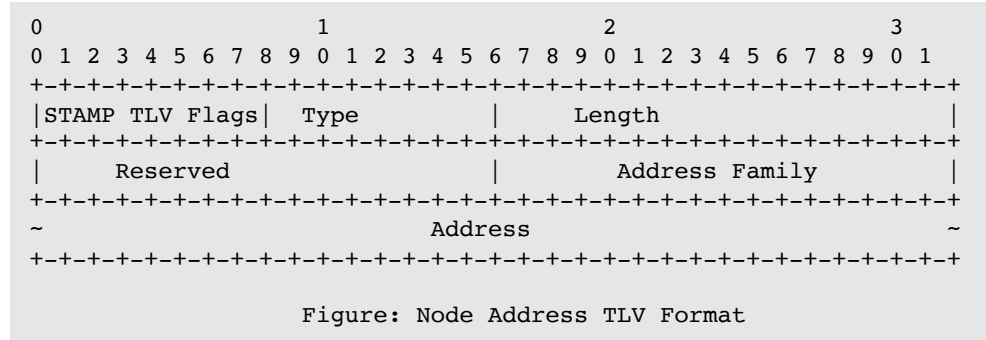 0                   1                   2                   3
0 1 2 3 4 5 6 7 8 9 0 1 2 3 4 5 6 7 8 9 0 1 2 3 4 5 6 7 8 9 0 1
+-+-+-+-+-+-+-+-+-+-+-+-+-+-+-+-+-+-+-+-+-+-+-+-+-+-+-+-+-+-+-+-+
|STAMP TLV Flags|  Type         |     Length                    |
+-+-+-+-+-+-+-+-+-+-+-+-+-+-+-+-+-+-+-+-+-+-+-+-+-+-+-+-+-+-+-+-+
|     Reserved                  |        Address Family         |
+-+-+-+-+-+-+-+-+-+-+-+-+-+-+-+-+-+-+-+-+-+-+-+-+-+-+-+-+-+-+-+-+
~                           Address                             ~
+-+-+-+-+-+-+-+-+-+-+-+-+-+-+-+-+-+-+-+-+-+-+-+-+-+-+-+-+-+-+-+-+
Figure: Node Address TLV Format